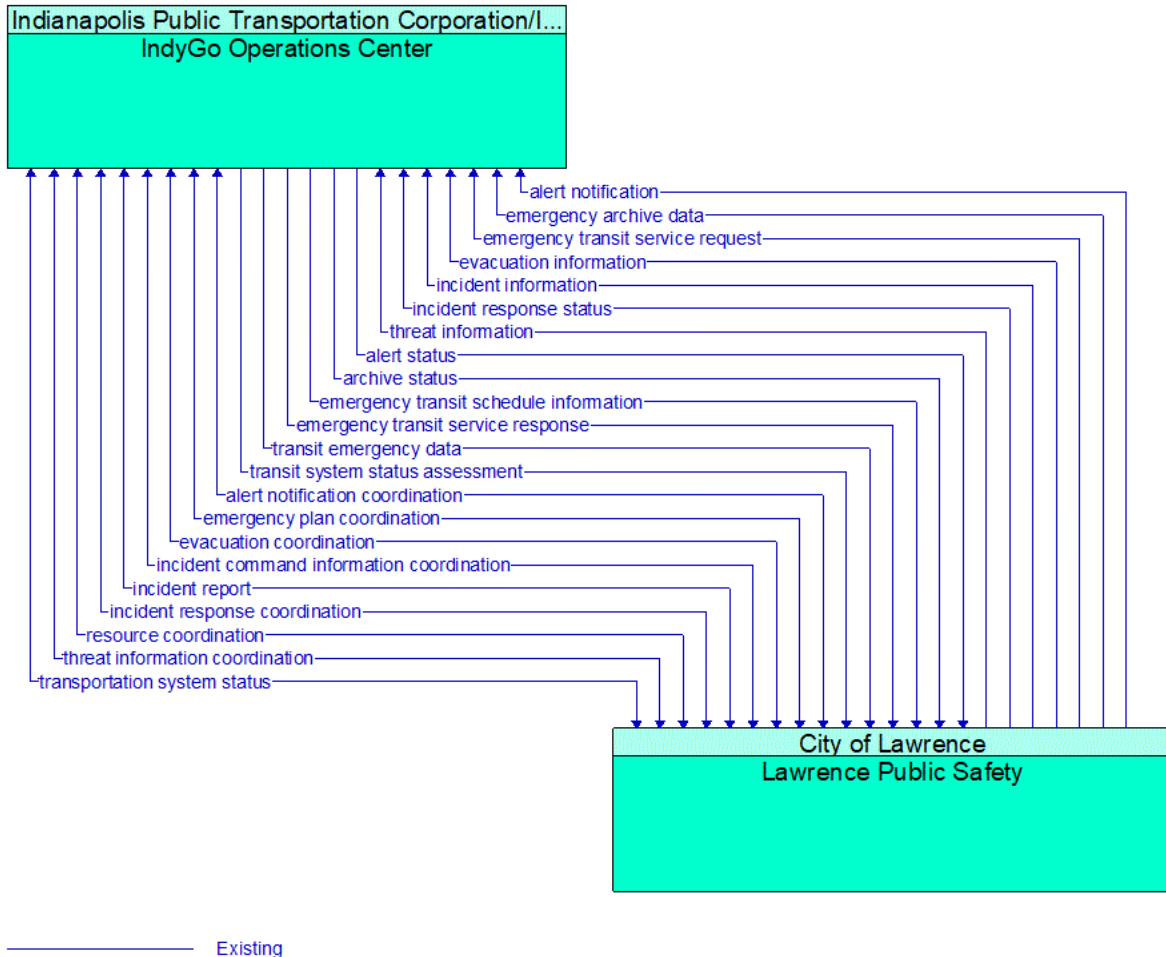 Indianapolis Public Transportation Corporation/I...
IndyGo Operations Center
alert notification
emergency archive data
emergency transit service request
evacuation information
incident information
incident response status
threat information
alert status
archive status
emergency transit schedule information
emergency transit service response
transit emergency data
transit system status assessment
alert notification coordination
emergency plan coordination
evacuation coordination
incident command information coordination
incident report
incident response coordination
resource coordination
threat information coordination
transportation system status
City of Lawrence
Lawrence Public Safety
Existing